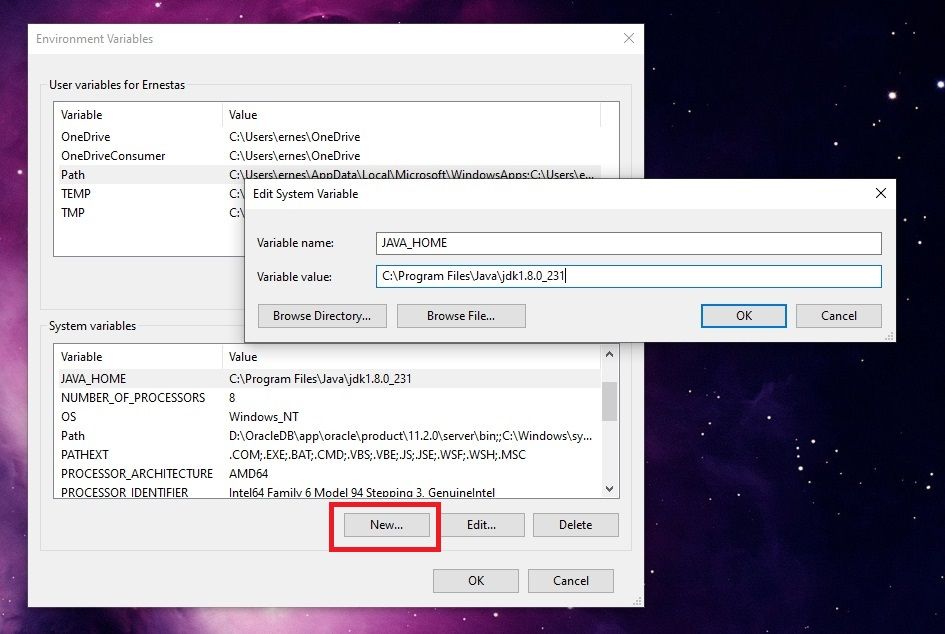 Environment Variables
User variables for Ernestas
Variable Value
OneDrive C:\Users\ernes\OneDrive
OneDriveConsumer C:\Users\ernes\OneDrive
Path C:\Users\ernes\AppData\Local\Microsoft\WindowsApps;C:\Users\e...
TEMP C:\
TMP C:\
Edit System Variable
Variable name: JAVA_HOME
Variable value: C:\Program Files\Java\jdk1.8.0_231
Browse Directory... Browse File... OK Cancel
System variables
Variable Value
JAVA_HOME C:\Program Files\Java\jdk1.8.0_231
NUMBER_OF_PROCESSORS 8
OS Windows_NT
Path D:\OracleDB\app\oracle\product\11.2.0\server\bin;;C:\Windows\sy...
PATHEXT .COM;.EXE;.BAT;.CMD;.VBS;.VBE;.JS;.JSE;.WSF;.WSH;.MSC
PROCESSOR_ARCHITECTURE AMD64
PROCESSOR_IDENTIFIER Intel64 Family 6 Model 94 Stepping 3, GenuineIntel
New... Edit... Delete
OK Cancel